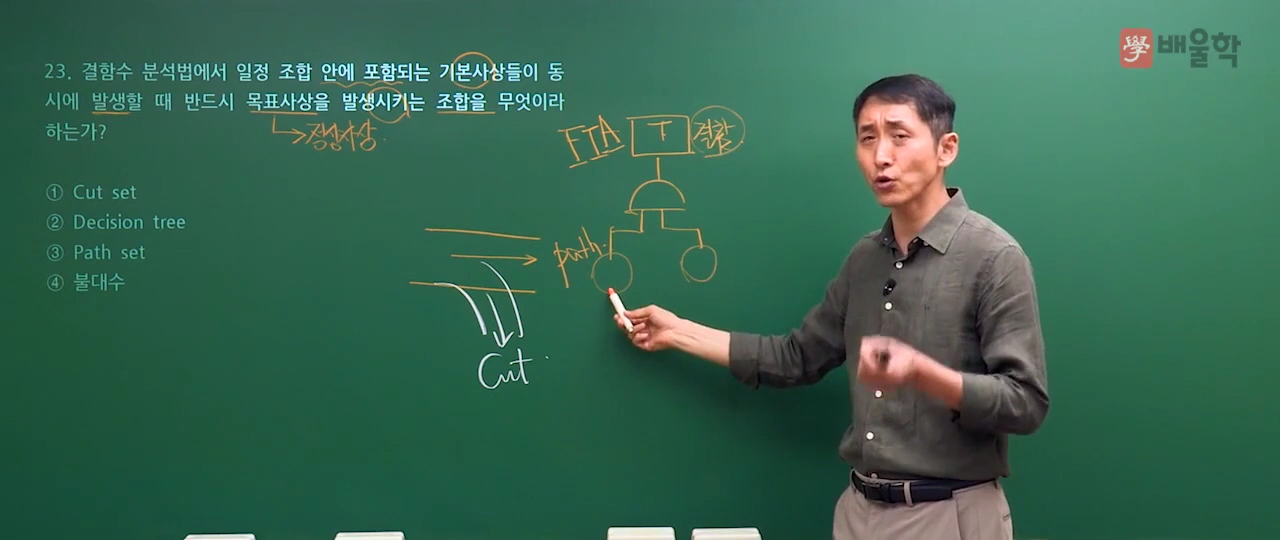 學 배울학
23. 결함수 분석법에서 일정 조합 안에 포함되는 기본사상들이 동
시에 발생할 때 반드시 목표사상을 발생시키는 조합을 무엇이라
하는가?
정상사상.
① Cut set
② Decision tree
③ Path set
④ 불대수
FTA T 결함
path.
Cut